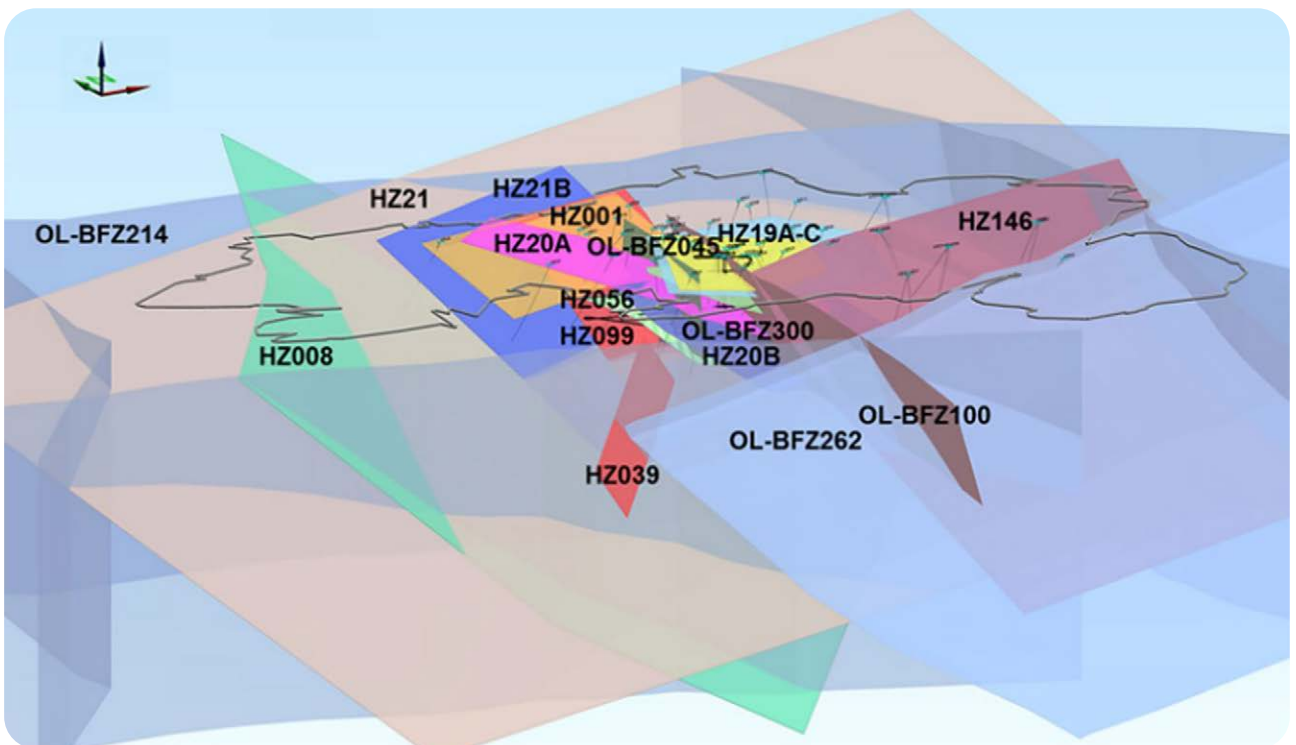 HZ21B
HZ21
HZ001
OL-BFZ214
HZ20A
OL-BFZ045
HZ19A-C
HZ146
HZ056
HZ099
OL-BFZ300
HZ008
HZ20B
OL-BFZ100
OL-BFZ262
HZ039